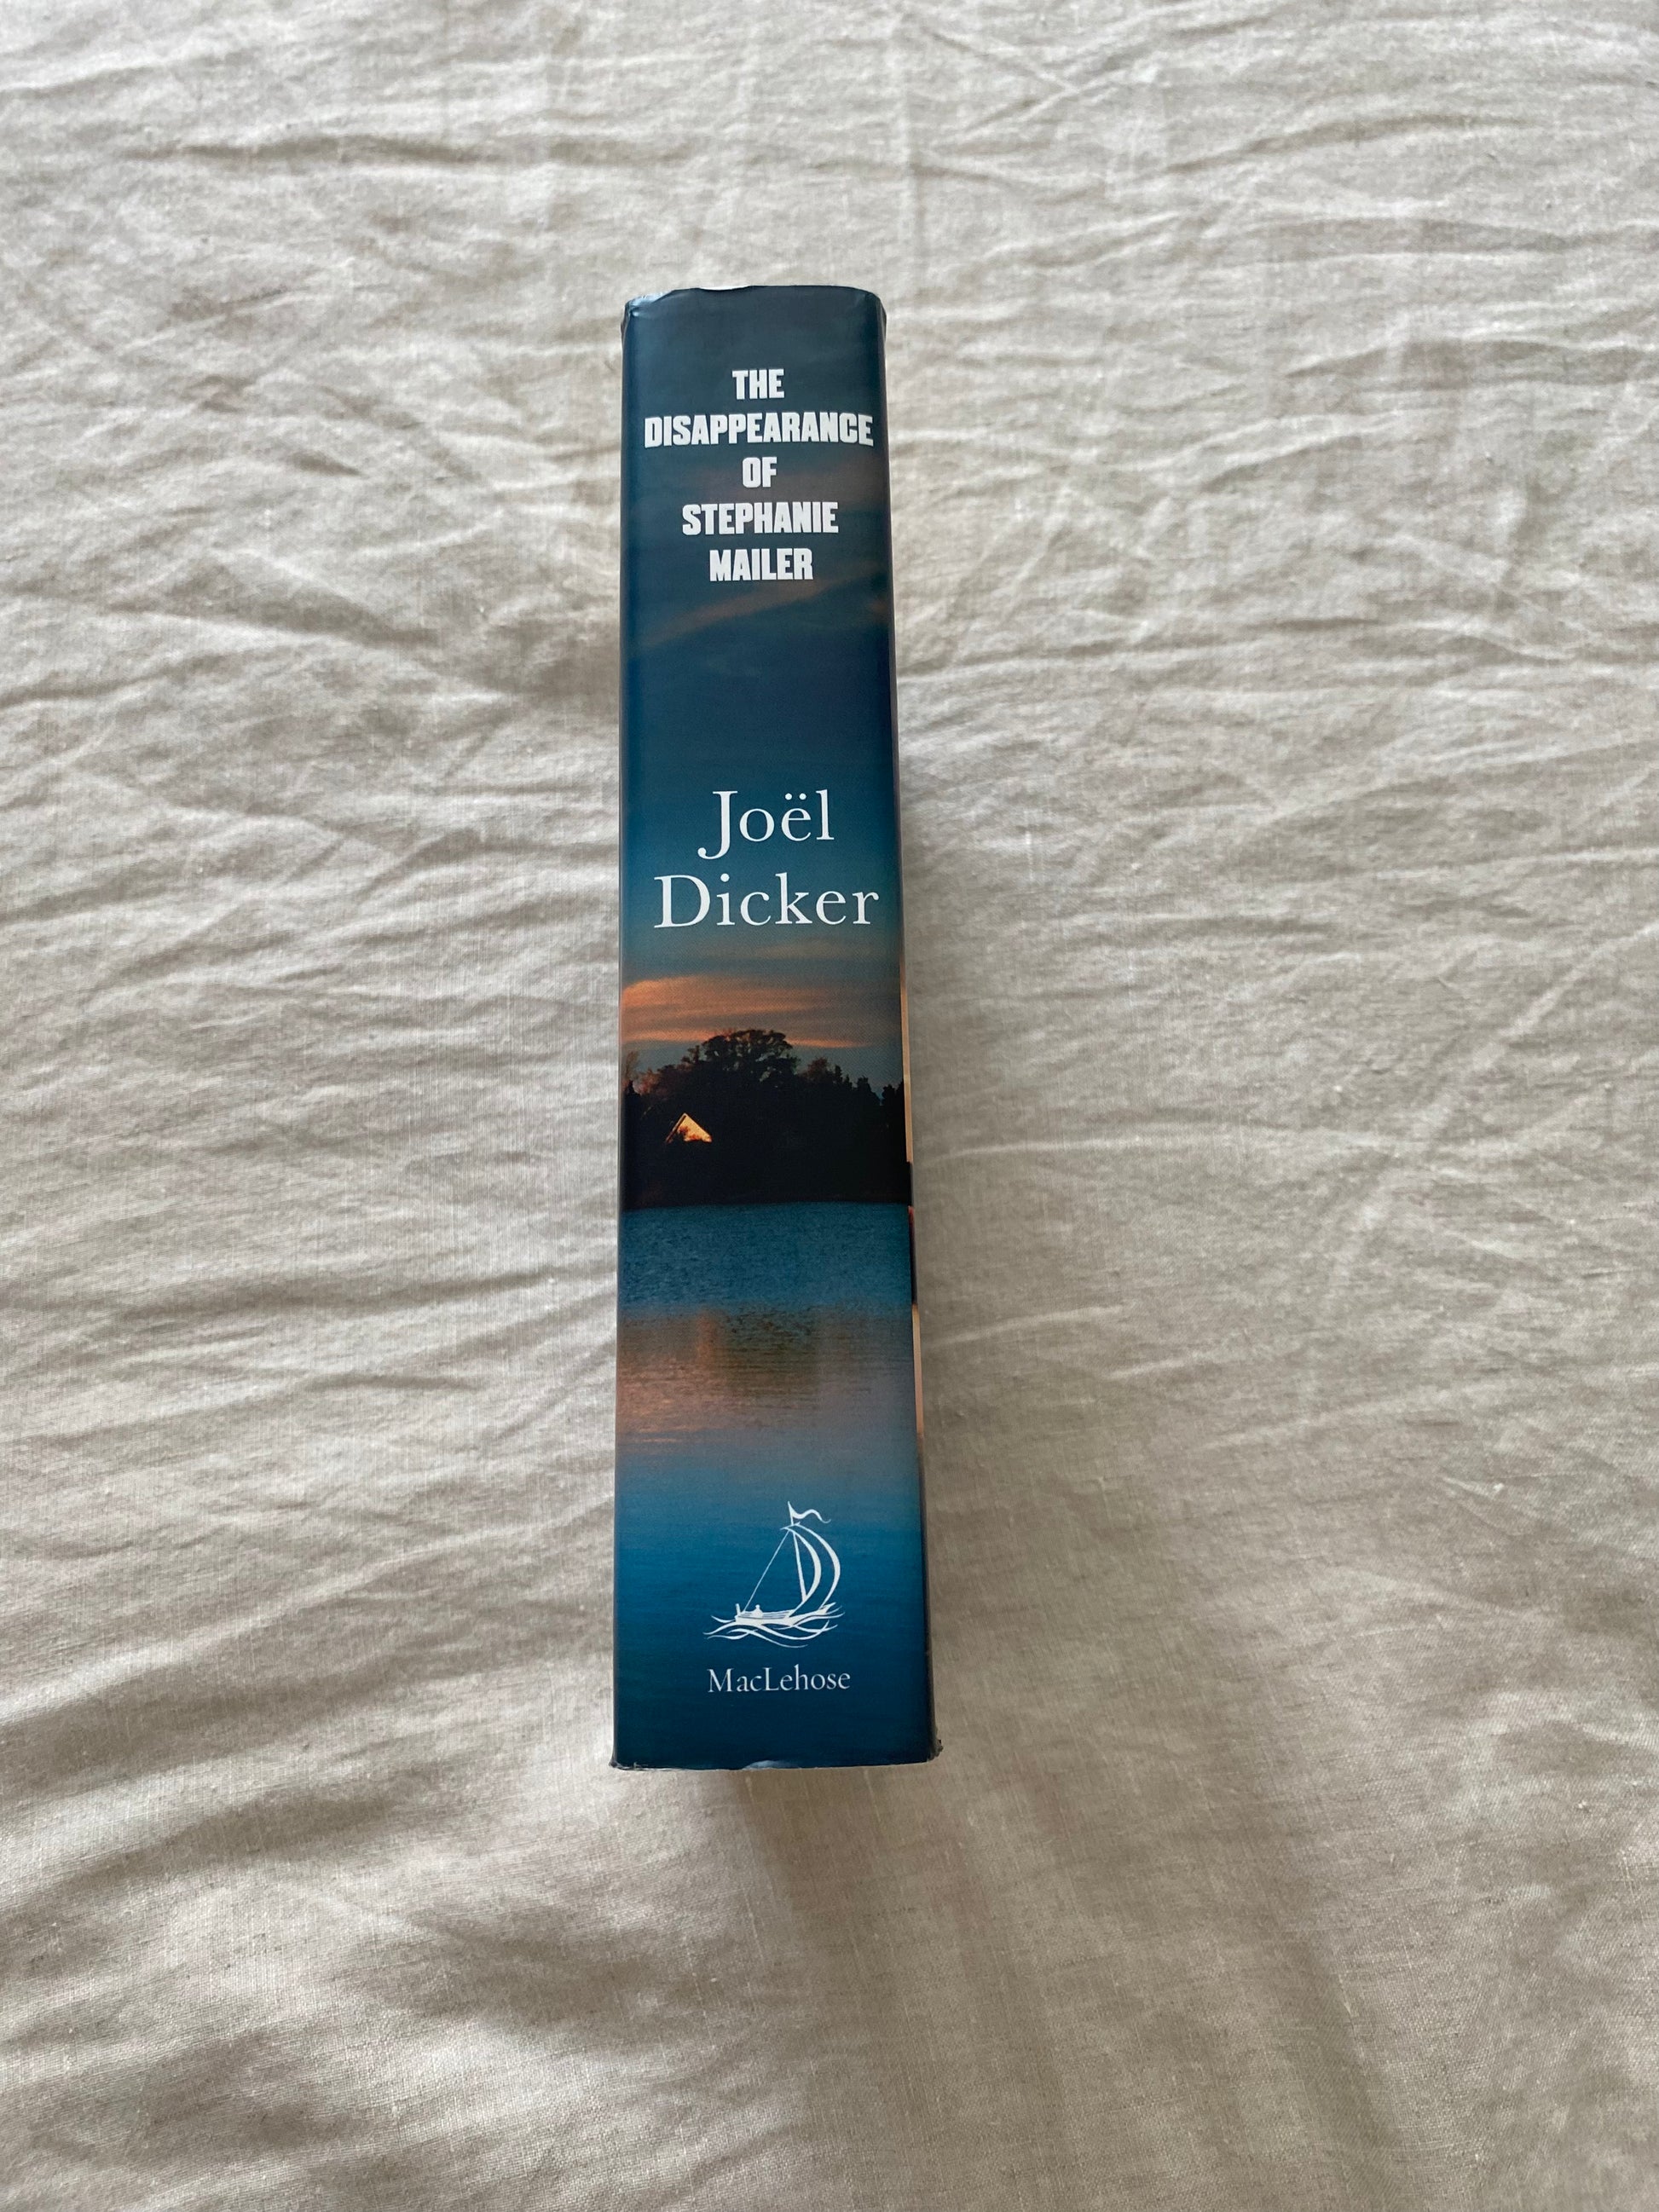 THE
DISAPPEARANCE
OF
STEPHANIE
MAILER
Joël
Dicker
MacLehose